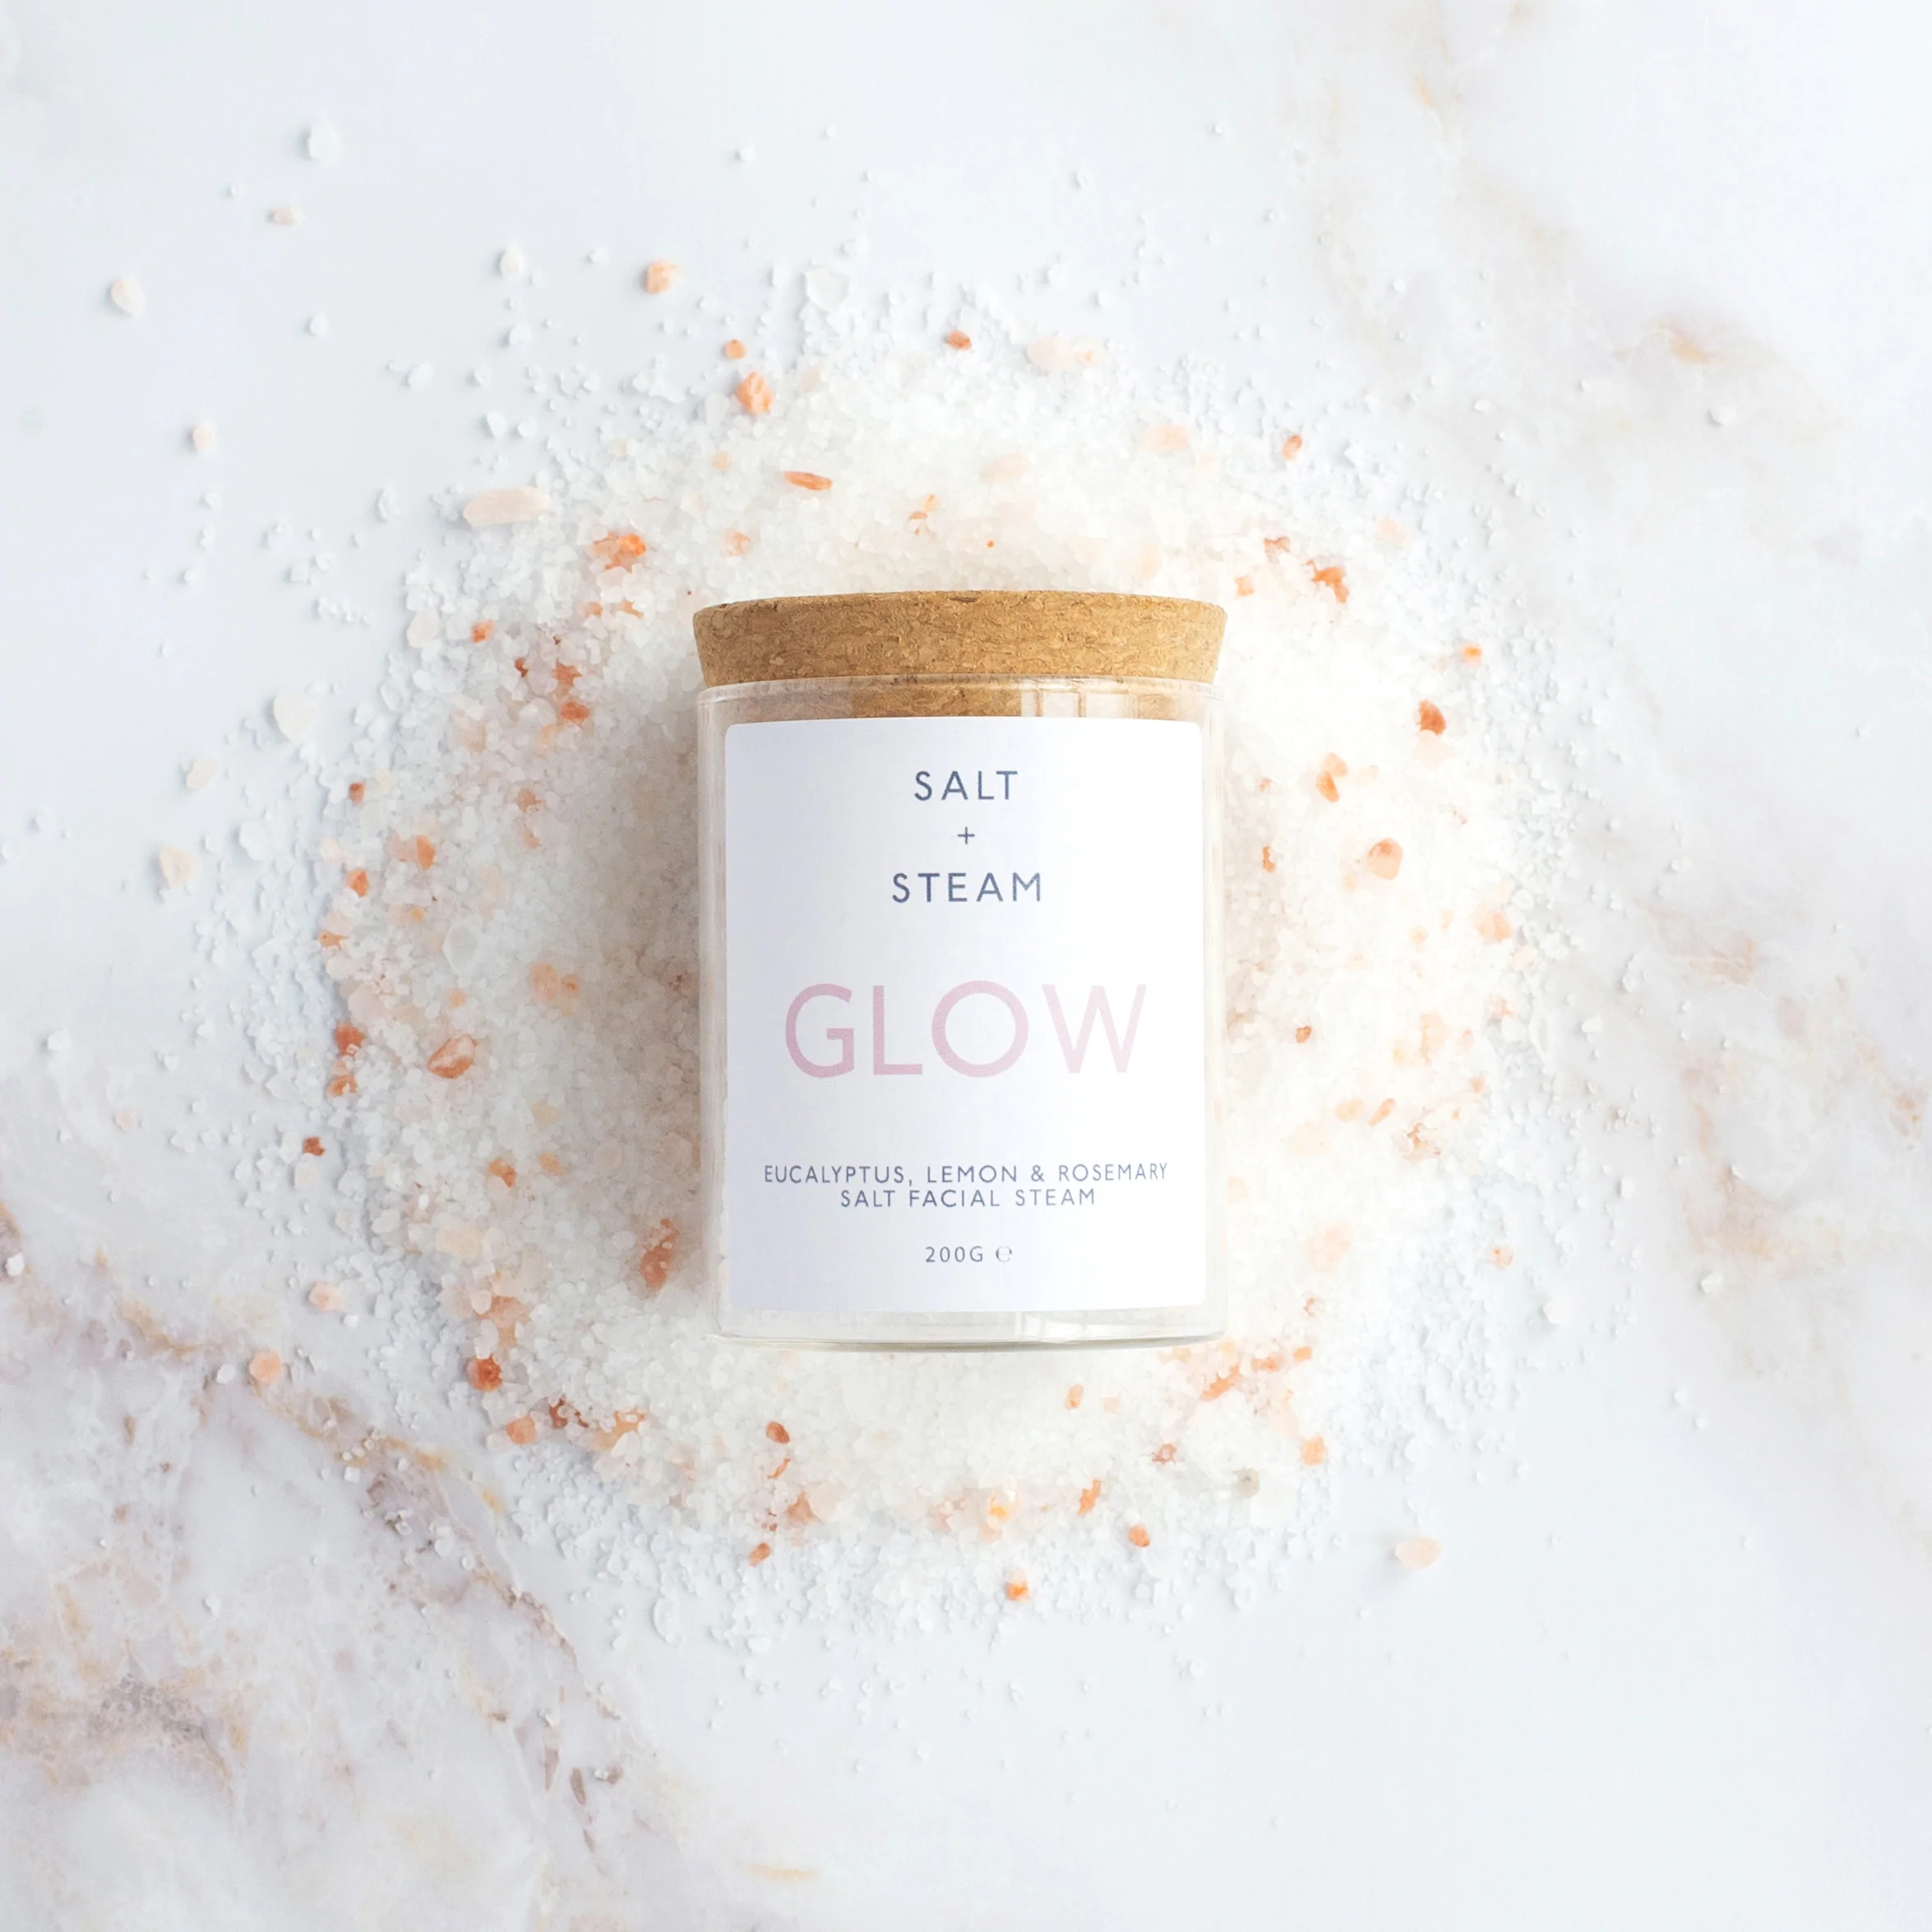 SALT
+
STEAM
GLOW
EUCALYPTUS, LEMON & ROSEMARY
SALT FACIAL STEAM
200G ℮